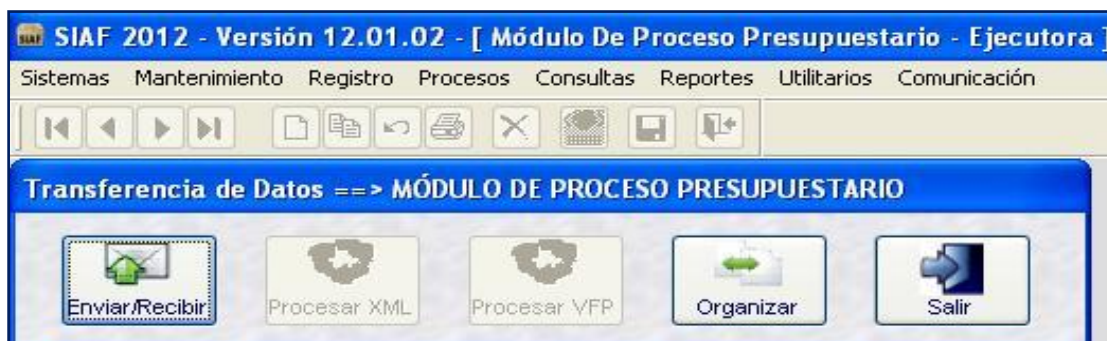 SIAF 2012 - Versión 12.01.02 - [ Módulo De Proceso Presupuestario - Ejecutora ]
Sistemas Mantenimiento Registro Procesos Consultas Reportes Utilitarios Comunicación
Transferencia de Datos ==> MÓDULO DE PROCESO PRESUPUESTARIO
Enviar/Recibir Procesar XML Procesar VFP Organizar Salir